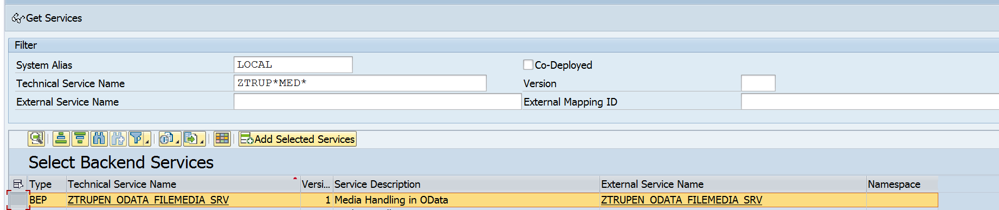 Get Services
Filter
System Alias LOCAL Co-Deployed
Technical Service Name ZTRUP*MED* Version
External Service Name External Mapping ID
Add Selected Services
Select Backend Services
Type Technical Service Name Versi... Service Description External Service Name Namespace
BEP ZTRUPEN_ODATA_FILEMEDIA_SRV 1 Media Handling in OData ZTRUPEN_ODATA_FILEMEDIA_SRV